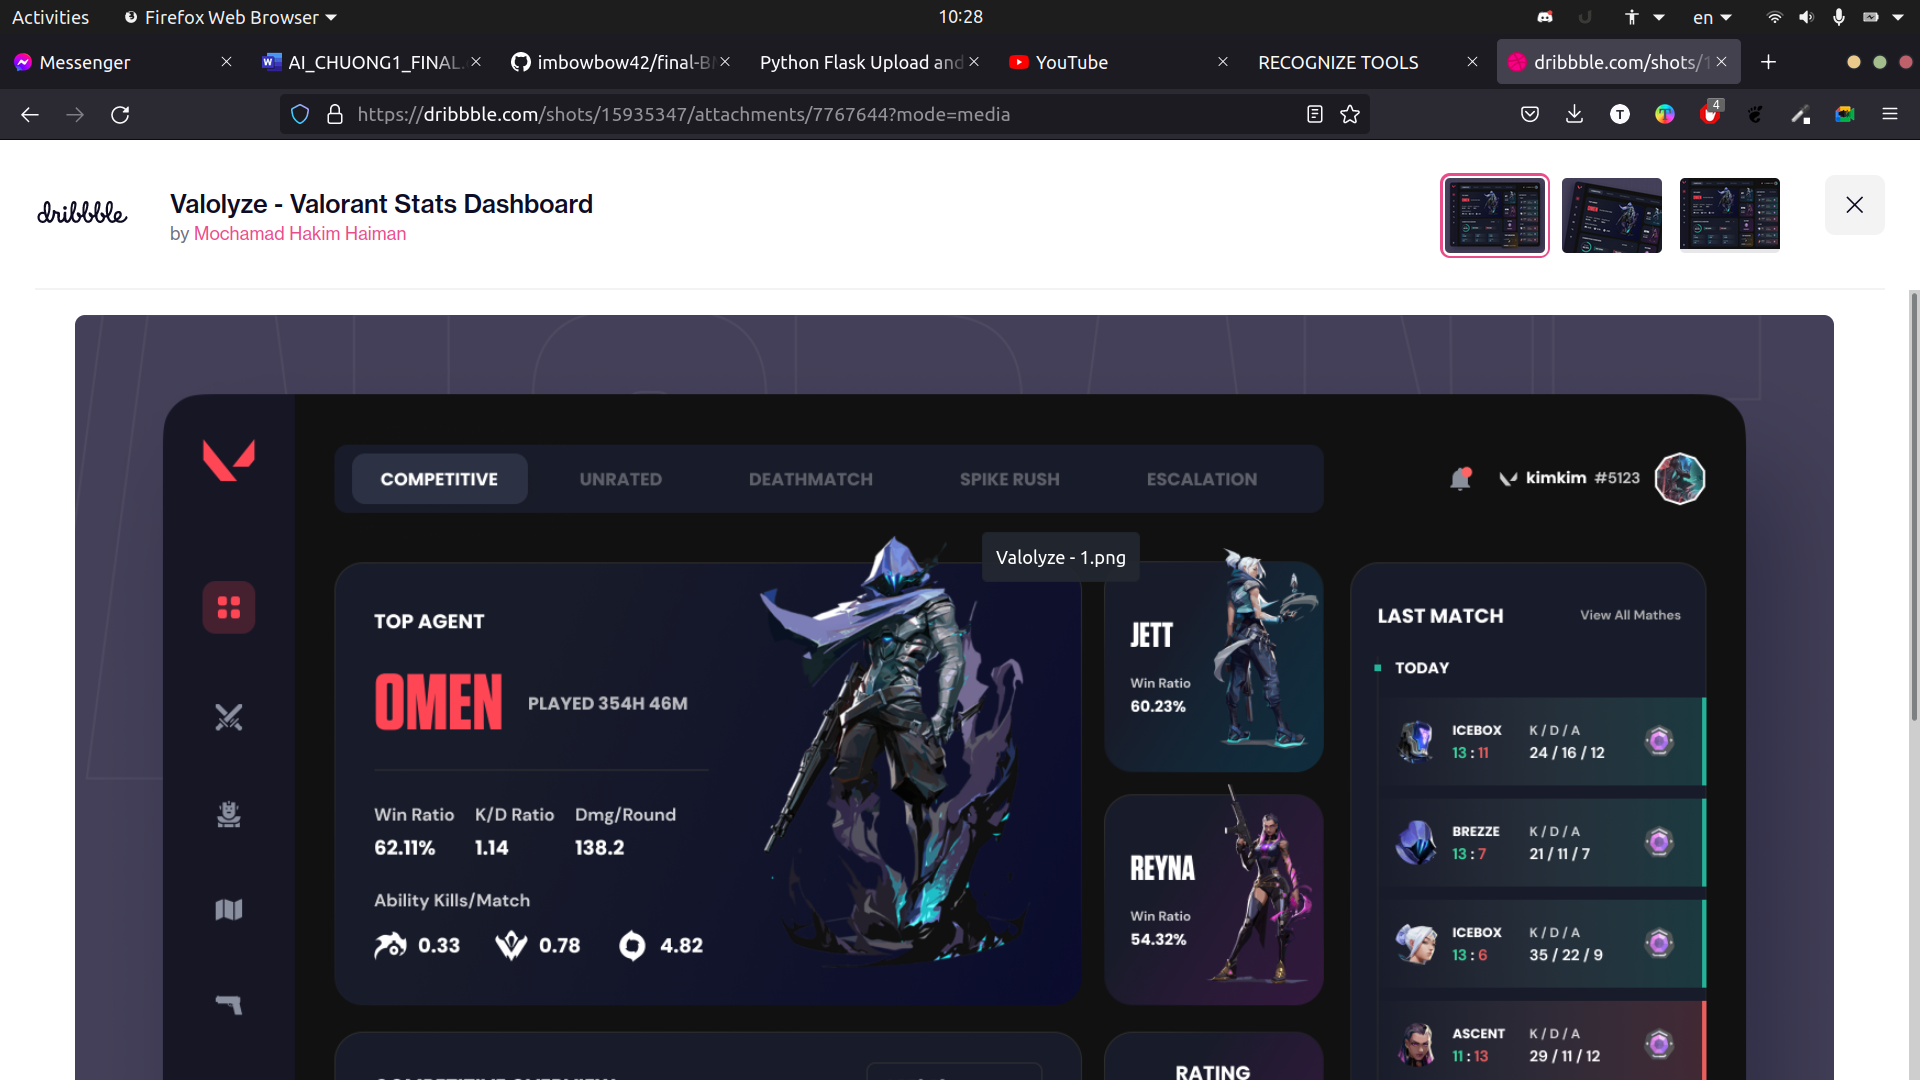 Activities
Firefox Web Browser
10:28
en
Messenger
AI_CHUONG1_FINAL.
imbowbow42/final-B
Python Flask Upload and
YouTube
RECOGNIZE TOOLS
dribbble.com/shots/1
https://dribbble.com/shots/15935347/attachments/7767644?mode=media
T
4
dribbble
Valolyze - Valorant Stats Dashboard
by Mochamad Hakim Haiman
COMPETITIVE
UNRATED
DEATHMATCH
SPIKE RUSH
ESCALATION
kimkim #5123
Valolyze - 1.png
TOP AGENT
OMEN
PLAYED 354H 46M
Win Ratio
K/D Ratio
Dmg/Round
62.11%
1.14
138.2
Ability Kills/Match
0.33
0.78
4.82
JETT
Win Ratio
60.23%
REYNA
Win Ratio
54.32%
LAST MATCH
View All Mathes
TODAY
ICEBOX
K / D / A
13 : 11
24 / 16 / 12
BREZZE
K / D / A
13 : 7
21 / 11 / 7
ICEBOX
K / D / A
13 : 6
35 / 22 / 9
ASCENT
K / D / A
11 : 13
29 / 11 / 12
COMPETITIVE OVERVIEW
RATING